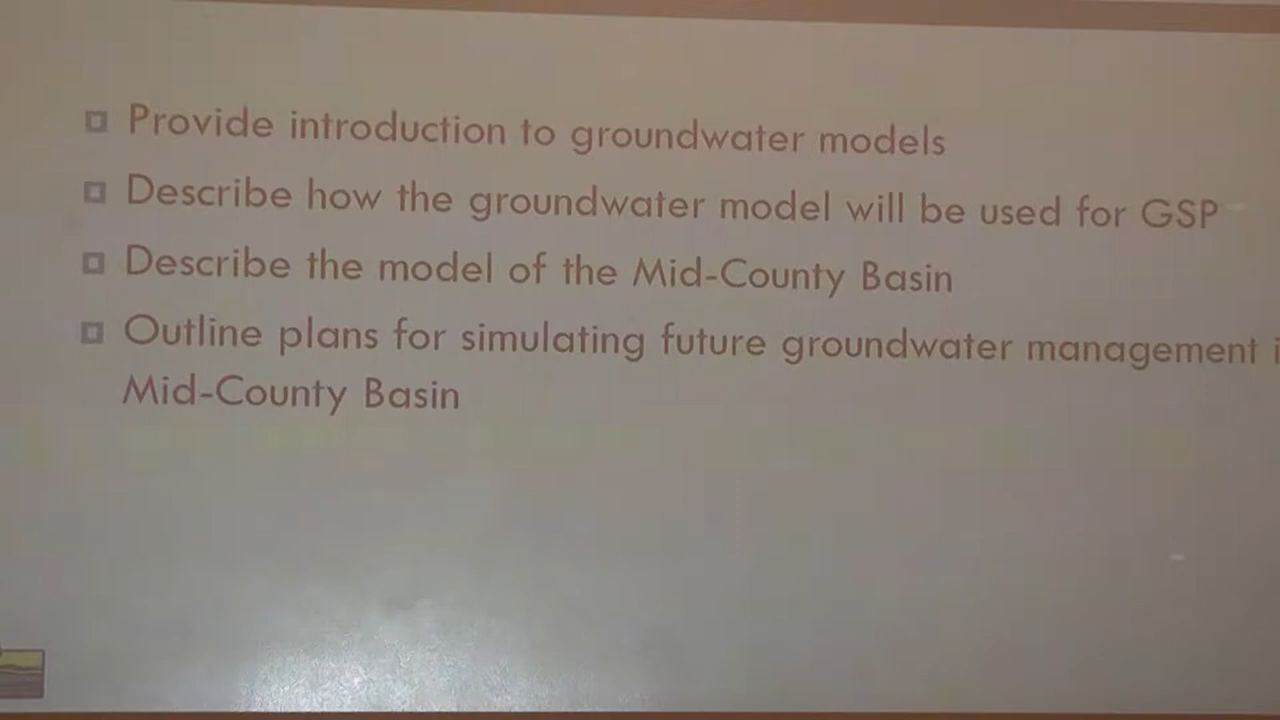 Provide introduction to groundwater models
Describe how the groundwater model will be used for GSP
Describe the model of the Mid-County Basin
Outline plans for simulating future groundwater management
Mid-County Basin